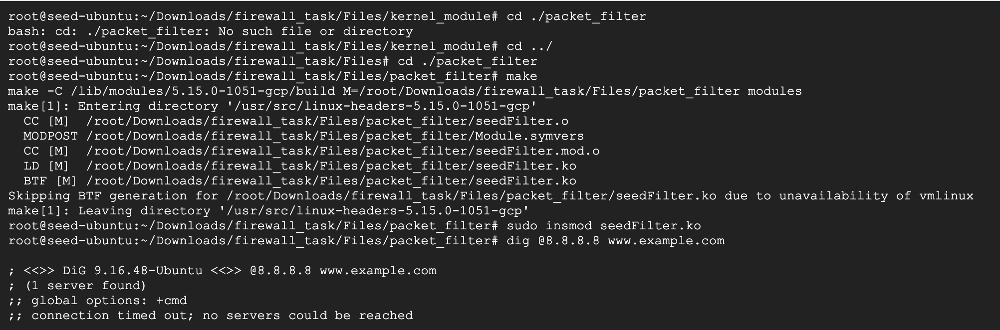 root@seed-ubuntu:~/Downloads/firewall_task/Files/kernel_module# cd ./packet_filter
bash: cd: ./packet_filter: No such file or directory
root@seed-ubuntu:~/Downloads/firewall_task/Files/kernel_module# cd ../
root@seed-ubuntu:~/Downloads/firewall_task/Files# cd ./packet_filter
root@seed-ubuntu:~/Downloads/firewall_task/Files/packet_filter# make
make -C /lib/modules/5.15.0-1051-gcp/build M=/root/Downloads/firewall_task/Files/packet_filter modules
make[1]: Entering directory '/usr/src/linux-headers-5.15.0-1051-gcp'
  CC [M]  /root/Downloads/firewall_task/Files/packet_filter/seedFilter.o
  MODPOST /root/Downloads/firewall_task/Files/packet_filter/Module.symvers
  CC [M]  /root/Downloads/firewall_task/Files/packet_filter/seedFilter.mod.o
  LD [M]  /root/Downloads/firewall_task/Files/packet_filter/seedFilter.ko
  BTF [M] /root/Downloads/firewall_task/Files/packet_filter/seedFilter.ko
Skipping BTF generation for /root/Downloads/firewall_task/Files/packet_filter/seedFilter.ko due to unavailability of vmlinux
make[1]: Leaving directory '/usr/src/linux-headers-5.15.0-1051-gcp'
root@seed-ubuntu:~/Downloads/firewall_task/Files/packet_filter# sudo insmod seedFilter.ko
root@seed-ubuntu:~/Downloads/firewall_task/Files/packet_filter# dig @8.8.8.8 www.example.com

; <<>> DiG 9.16.48-Ubuntu <<>> @8.8.8.8 www.example.com
; (1 server found)
;; global options: +cmd
;; connection timed out; no servers could be reached